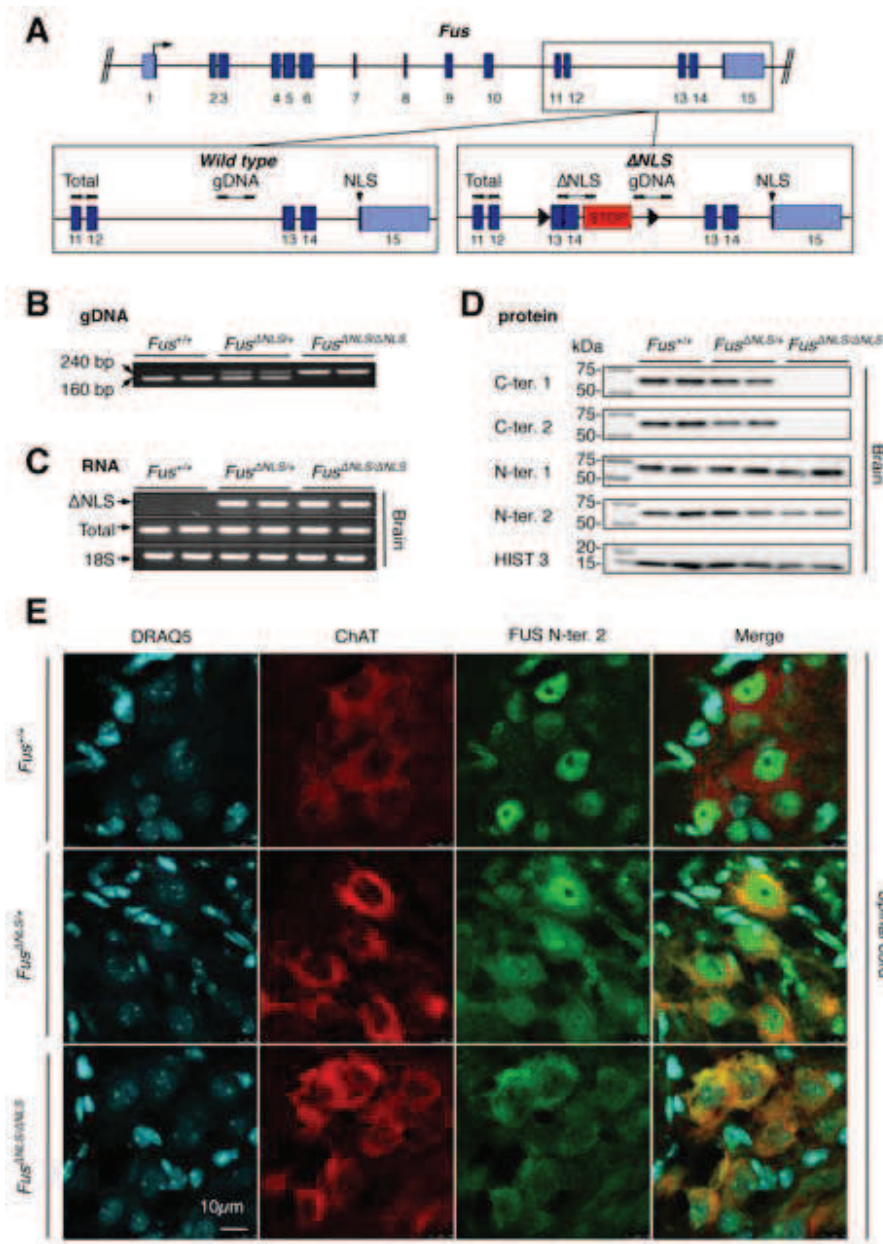 A
Fus
1 2 3 4 5 6 7 8 9 10 11 12 13 14 15
Wild type
Total gDNA NLS
11 12 13 14 15
ΔNLS
Total ΔNLS gDNA NLS
STOP
11 12 13 14 13 14 15
B gDNA
Fus+/+ FusΔNLS/+ FusΔNLS/ΔNLS
240 bp
160 bp
C RNA
Fus+/+ FusΔNLS/+ FusΔNLS/ΔNLS
ΔNLS
Total
18S
Brain
D protein
kDa Fus+/+ FusΔNLS/+ FusΔNLS/ΔNLS
C-ter. 1 75- 50-
C-ter. 2 75- 50-
N-ter. 1 75- 50-
N-ter. 2 75- 50-
HIST 3 20- 15-
Brain
E
DRAQ5 ChAT FUS N-ter. 2 Merge
Fus+/+
FusΔNLS/+
FusΔNLS/ΔNLS
10µm